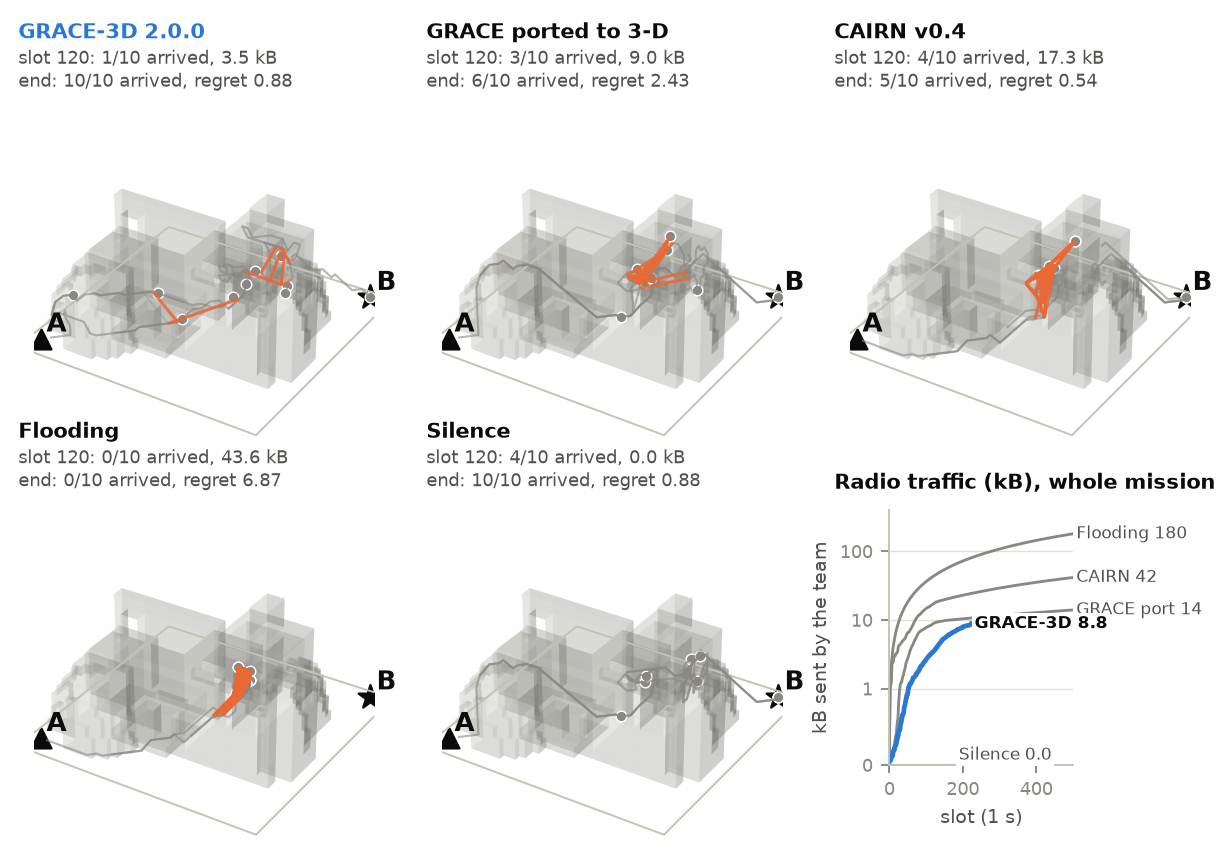 GRACE-3D 2.0.0
slot 120: 1/10 arrived, 3.5 kB
end: 10/10 arrived, regret 0.88
A
B
GRACE ported to 3-D
slot 120: 3/10 arrived, 9.0 kB
end: 6/10 arrived, regret 2.43
A
B
CAIRN v0.4
slot 120: 4/10 arrived, 17.3 kB
end: 5/10 arrived, regret 0.54
A
B
Flooding
slot 120: 0/10 arrived, 43.6 kB
end: 0/10 arrived, regret 6.87
A
B
Silence
slot 120: 4/10 arrived, 0.0 kB
end: 10/10 arrived, regret 0.88
A
B
Radio traffic (kB), whole mission
kB sent by the team
100
10
1
0
Flooding 180
CAIRN 42
GRACE port 14
GRACE-3D 8.8
Silence 0.0
0
200
400
slot (1 s)